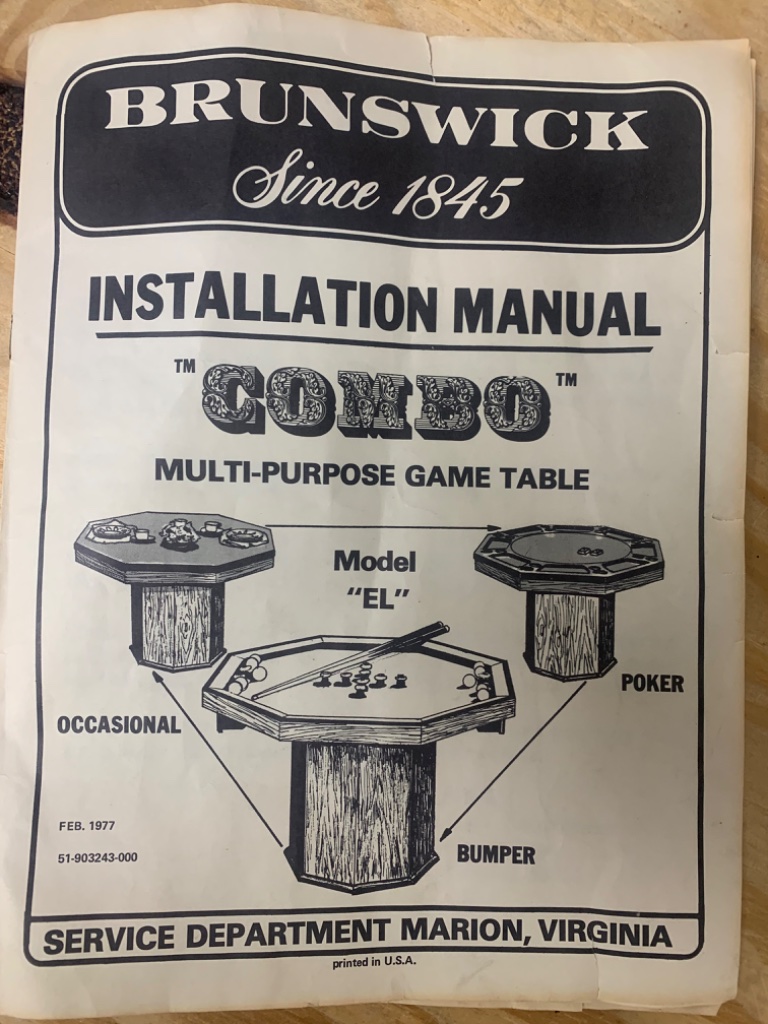 BRUNSWICK
Since 1845
INSTALLATION MANUAL
™ COMBO ™
MULTI-PURPOSE GAME TABLE
Model
"EL"
POKER
OCCASIONAL
FEB. 1977
51-903243-000
BUMPER
SERVICE DEPARTMENT MARION, VIRGINIA
printed in U.S.A.